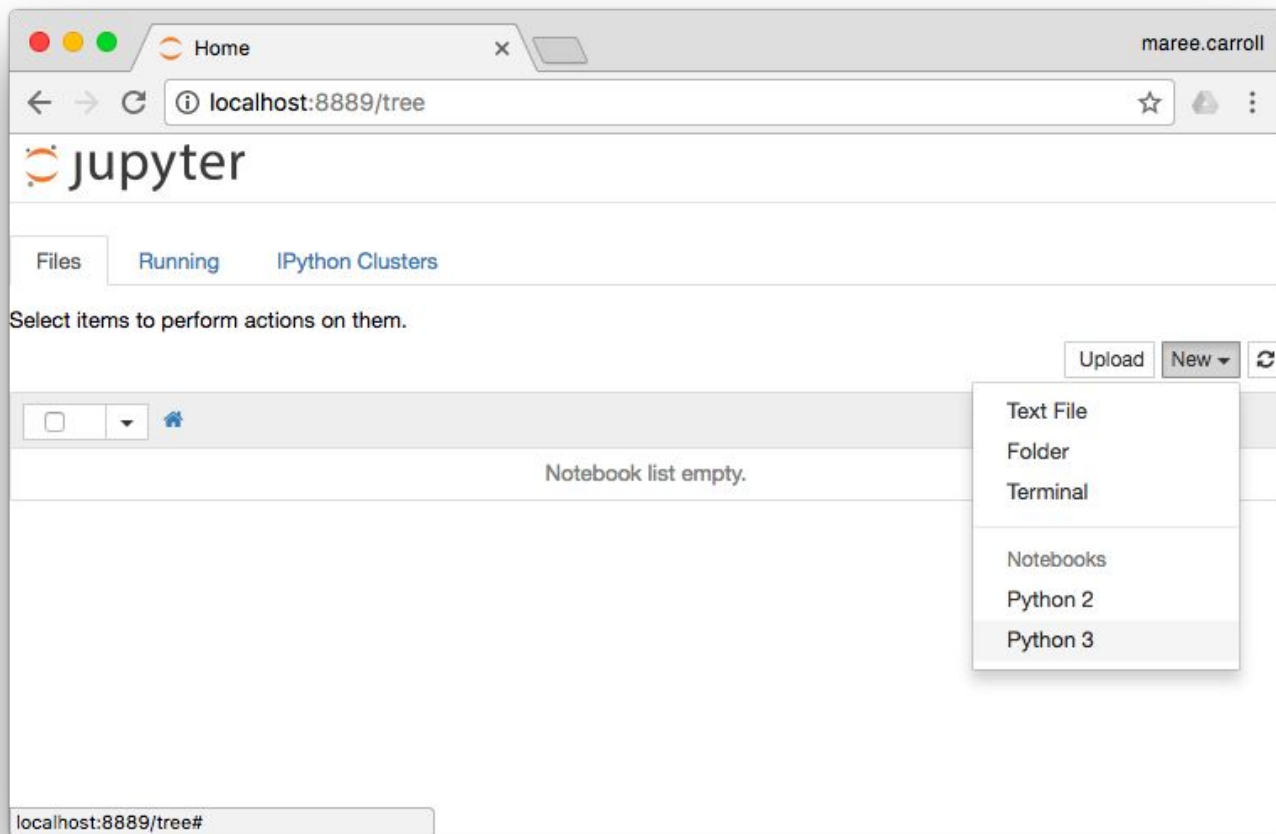 Home
maree.carroll
localhost:8889/tree
jupyter
Files Running IPython Clusters
Select items to perform actions on them.
Upload New
Text File
Folder
Notebook list empty.
Terminal
Notebooks
Python 2
Python 3
localhost:8889/tree#